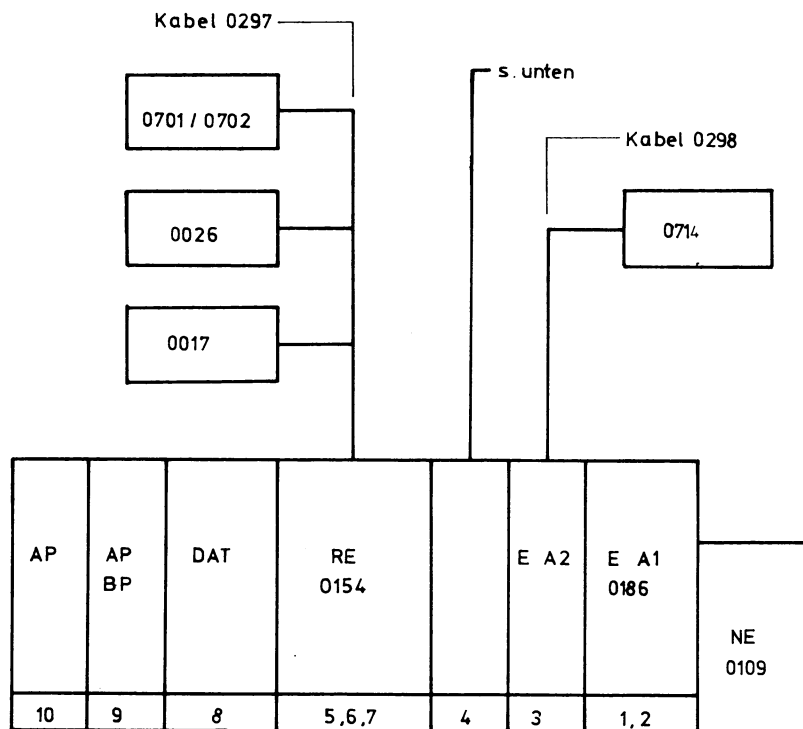 Kabel 0297
s. unten
0701 / 0702
Kabel 0298
0026
0714
0017
AP
AP
BP
DAT
RE
0154
E A2
E A1
0186
NE
0109
10
9
8
5,6,7
4
3
1,2